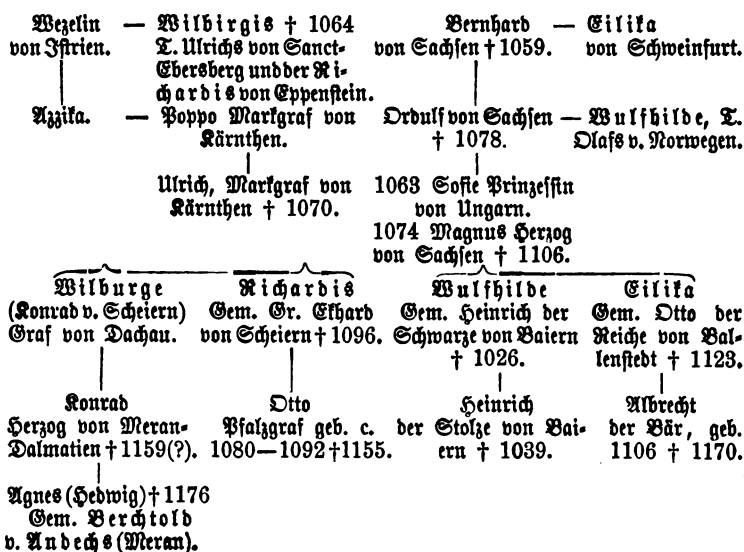 Wezelin — Wilbirgis † 1064 Bernhard — Eilika
von Istrien. T. Ulrichs von Sanct- von Sachsen † 1059. von Schweinfurt.
Ebersberg und der Ri-
chardis von Eppenstein.
Azzika. — Poppo Markgraf von Ordulf von Sachsen — Wulfhilde, T.
Kärnthen. † 1078. Olafs v. Norwegen.
Ulrich, Markgraf von 1063 Sofie Prinzessin
Kärnthen † 1070. von Ungarn.
1074 Magnus Herzog
von Sachsen † 1106.
Wilburge Richardis Wulfhilde Eilika
(Konrad v. Scheiern) Gem. Gr. Ekhard Gem. Heinrich der Gem. Otto der
Graf von Dachau. von Scheiern † 1096. Schwarze von Baiern Reiche von Bal-
† 1026. lenstedt † 1123.
Konrad Otto Heinrich Albrecht
Herzog von Meran- Pfalzgraf geb. c. der Stolze von Bai- der Bär, geb.
Dalmatien † 1159 (?). 1080—1092 † 1155. ern † 1039. 1106 † 1170.
Agnes (Hedwig) † 1176
Gem. Berchtold
v. Andechs (Meran).